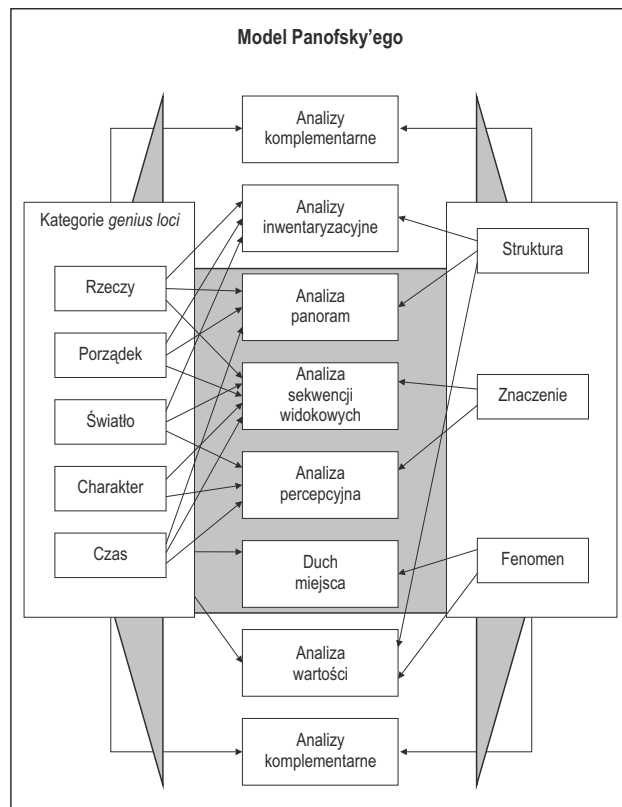 Model Panofsky’ego
Analizy
komplementarne
Kategorie genius loci
Rzeczy
Porządek
Światło
Charakter
Czas
Analizy
inwentaryzacyjne
Analiza
panoram
Analiza
sekwencji
widokowych
Analiza
percepcyjna
Duch
miejsca
Analiza
wartości
Analizy
komplementarne
Struktura
Znaczenie
Fenomen